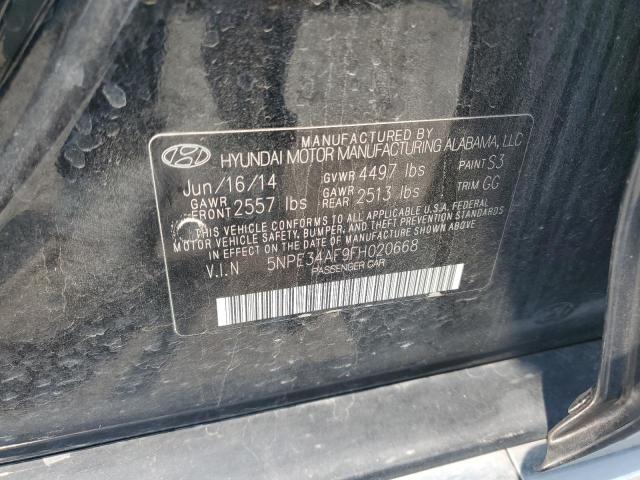 MANUFACTURED BY
HYUNDAI MOTOR MANUFACTURING ALABAMA, LLC
Jun/16/14 GVWR 4497 lbs PAINT S3
GAWR FRONT 2557 lbs GAWR REAR 2513 lbs TRIM GG
THIS VEHICLE CONFORMS TO ALL APPLICABLE U.S.A. FEDERAL
MOTOR VEHICLE SAFETY, BUMPER, AND THEFT PREVENTION STANDARDS
IN EFFECT ON THE DATE OF MANUFACTURE SHOWN ABOVE.
V.I.N 5NPE34AF9FH020668
PASSENGER CAR